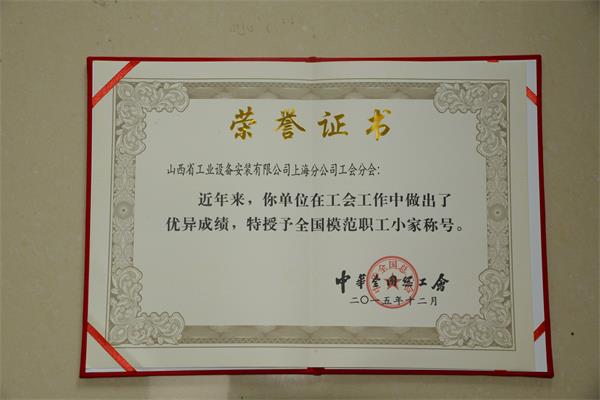 荣誉证书
山西省工业设备安装有限公司上海分公司工会分会：
近年来，你单位在工会工作中做出了
优异成绩，特授予全国模范职工小家称号。
中华全国总工会
二〇一五年十二月